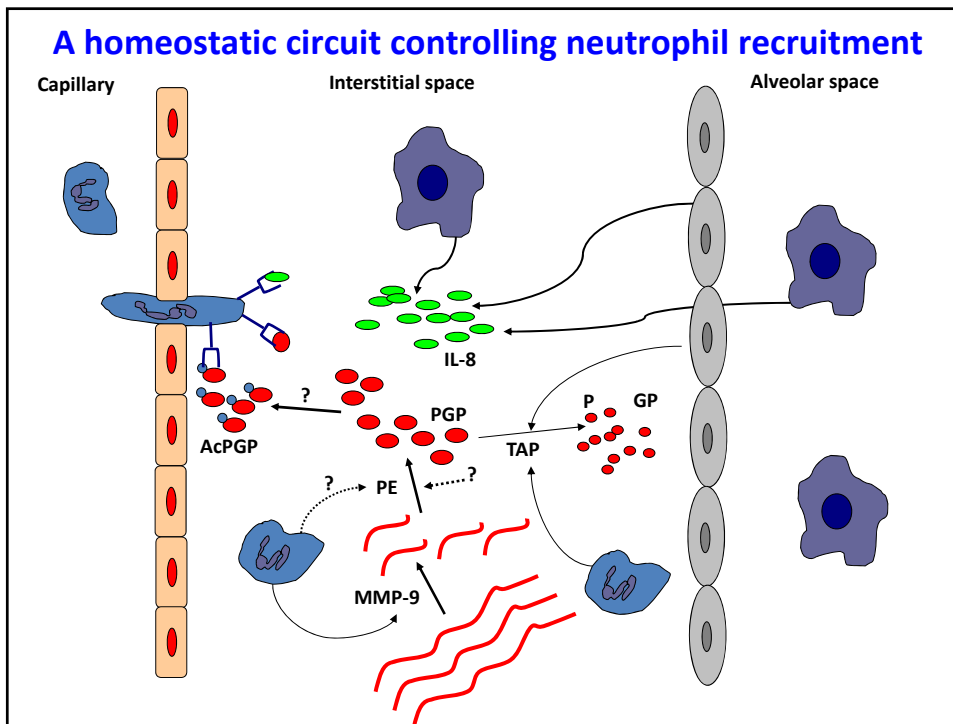 A homeostatic circuit controlling neutrophil recruitment
Capillary
Interstitial space
Alveolar space
IL-8
?
PGP
P
GP
AcPGP
TAP
?
PE
?
MMP-9